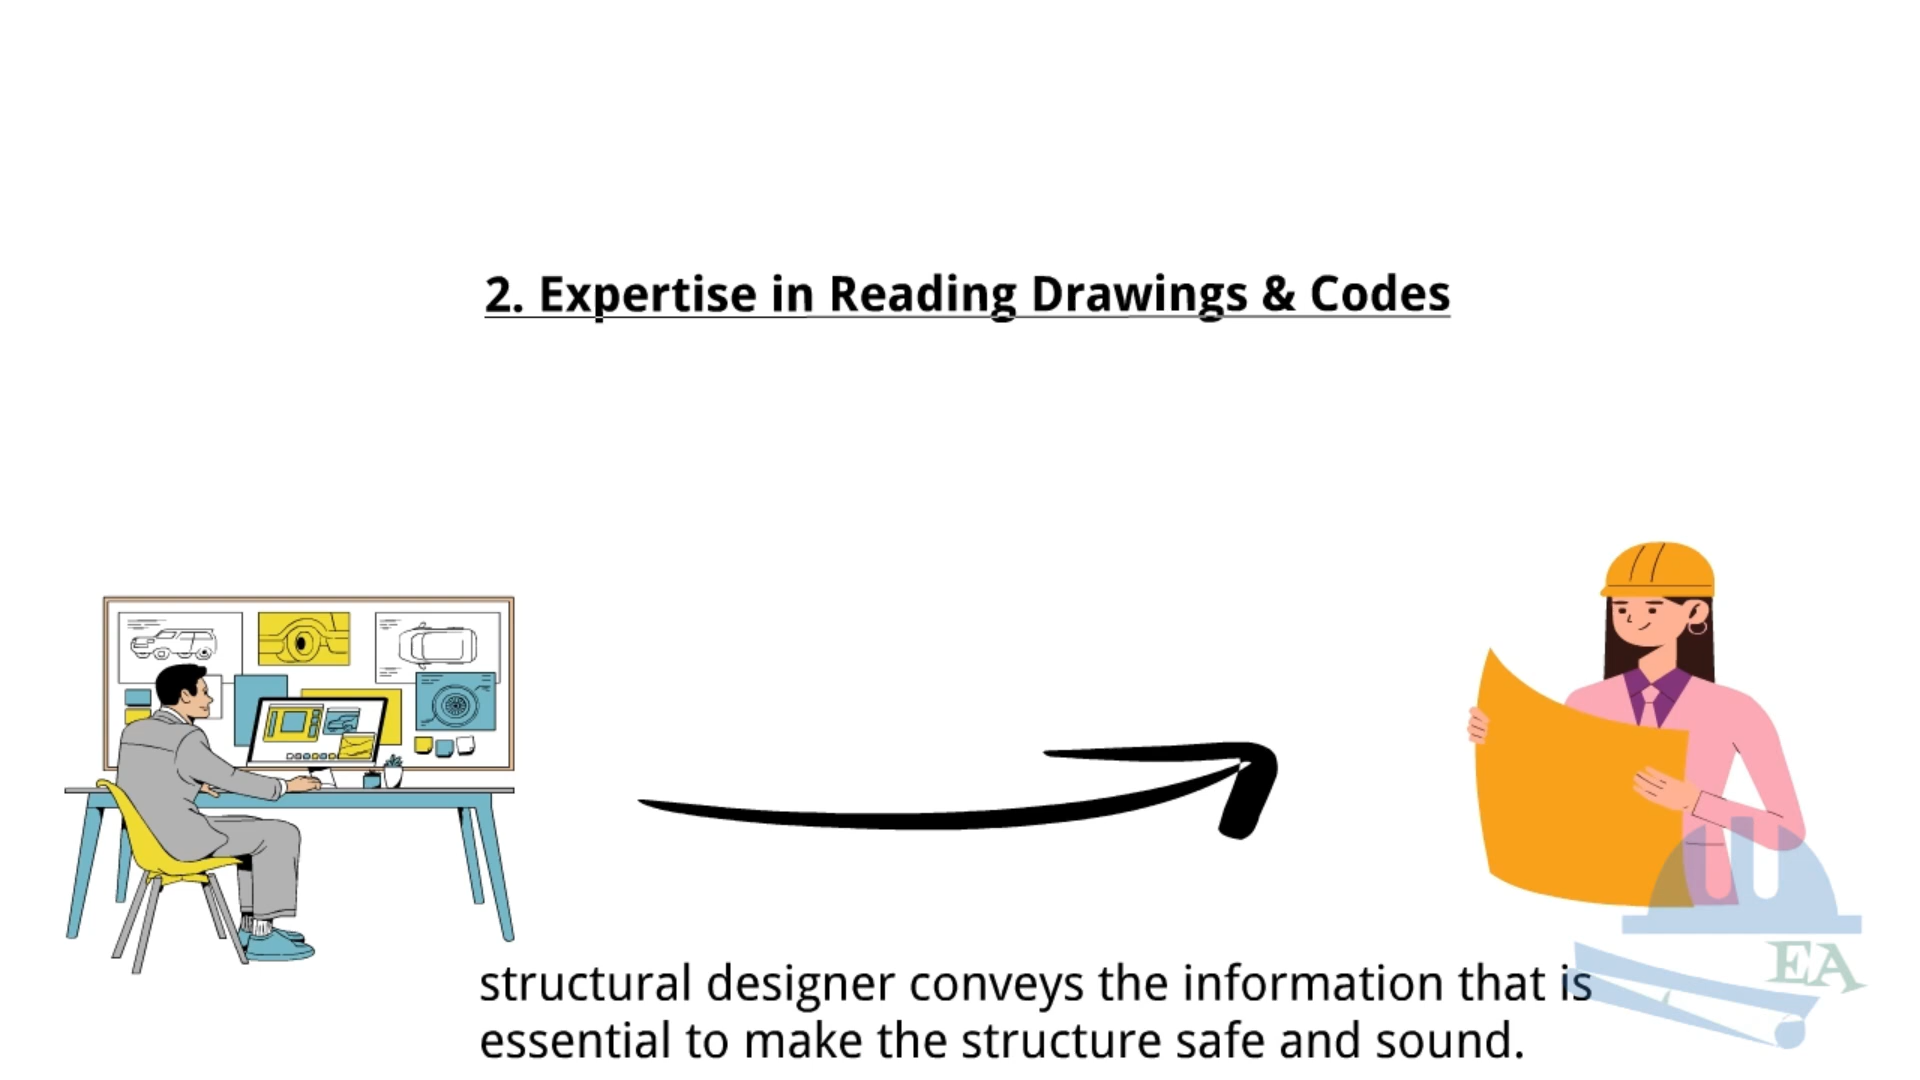 2. Expertise in Reading Drawings & Codes
structural designer conveys the information that is
essential to make the structure safe and sound.
EA